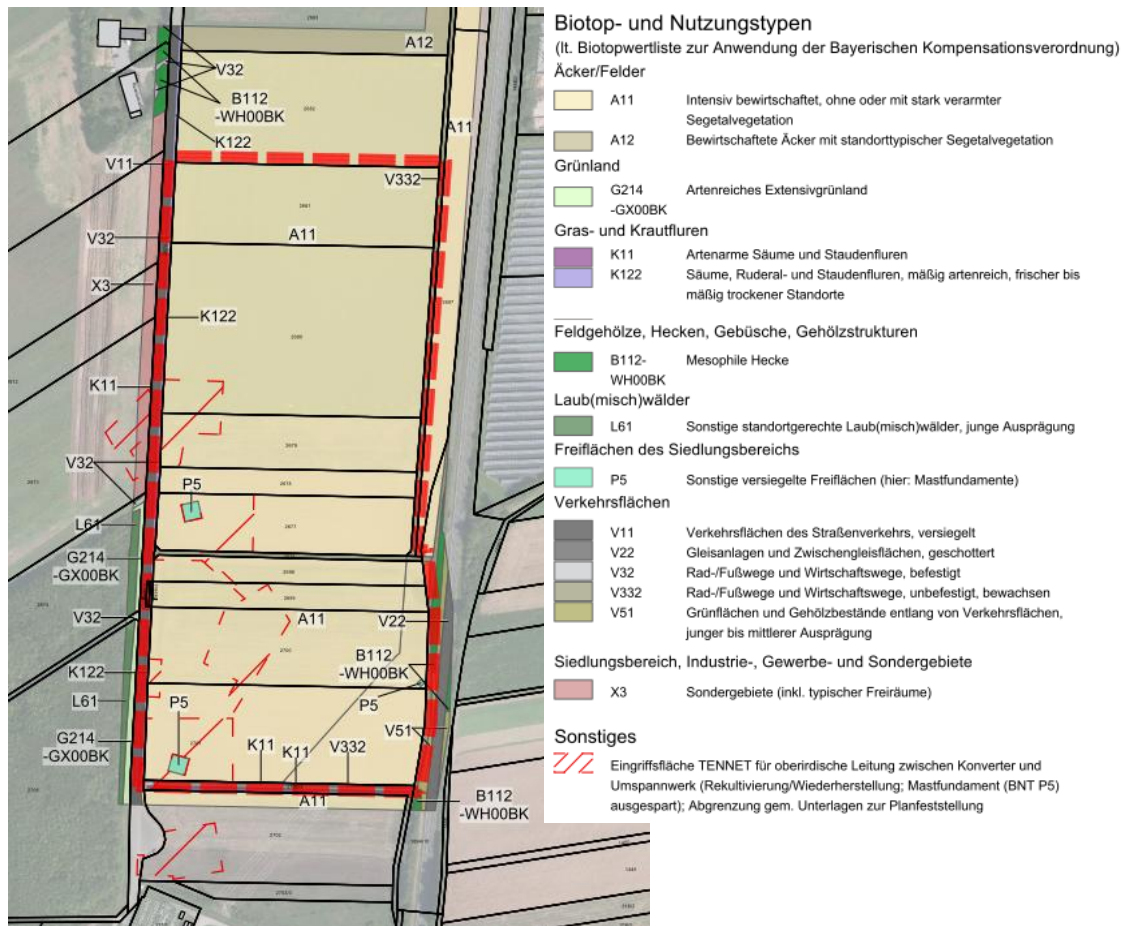 A12
V32
B112
-WH00BK
K122
A11
V11
V332
V32
A11
X3
K122
K11
V32
P5
L61
G214
-GX00BK
V32
A11
V22
K122
B112
-WH00BK
L61
P5
P5
G214
-GX00BK
V51
K11
K11
V332
A11
B112
-WH00BK
Biotop- und Nutzungstypen
(lt. Biotopwertliste zur Anwendung der Bayerischen Kompensationsverordnung)
Äcker/Felder
A11 Intensiv bewirtschaftet, ohne oder mit stark verarmter
Segetalvegetation
A12 Bewirtschaftete Äcker mit standorttypischer Segetalvegetation
Grünland
G214 Artenreiches Extensivgrünland
-GX00BK
Gras- und Krautfluren
K11 Artenarme Säume und Staudenfluren
K122 Säume, Ruderal- und Staudenfluren, mäßig artenreich, frischer bis
mäßig trockener Standorte
Feldgehölze, Hecken, Gebüsche, Gehölzstrukturen
B112- Mesophile Hecke
WH00BK
Laub(misch)wälder
L61 Sonstige standortgerechte Laub(misch)wälder, junge Ausprägung
Freiflächen des Siedlungsbereichs
P5 Sonstige versiegelte Freiflächen (hier: Mastfundamente)
Verkehrsflächen
V11 Verkehrsflächen des Straßenverkehrs, versiegelt
V22 Gleisanlagen und Zwischengleisflächen, geschottert
V32 Rad-/Fußwege und Wirtschaftswege, befestigt
V332 Rad-/Fußwege und Wirtschaftswege, unbefestigt, bewachsen
V51 Grünflächen und Gehölzbestände entlang von Verkehrsflächen,
junger bis mittlerer Ausprägung
Siedlungsbereich, Industrie-, Gewerbe- und Sondergebiete
X3 Sondergebiete (inkl. typischer Freiräume)
Sonstiges
Eingriffsfläche TENNET für oberirdische Leitung zwischen Konverter und
Umspannwerk (Rekultivierung/Wiederherstellung; Mastfundament (BNT P5)
ausgespart); Abgrenzung gem. Unterlagen zur Planfeststellung